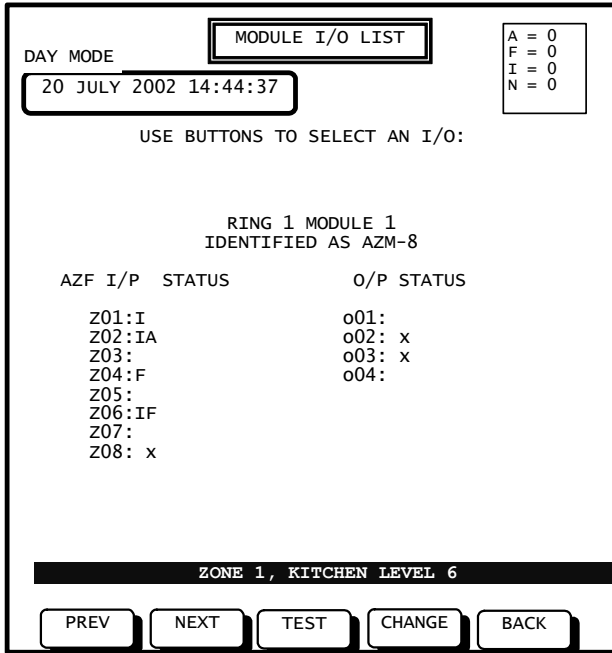 MODULE I/O LIST
A = 0
F = 0
I = 0
N = 0
DAY MODE
20 JULY 2002 14:44:37
USE BUTTONS TO SELECT AN I/O:
RING 1 MODULE 1
IDENTIFIED AS AZM-8
AZF I/P STATUS O/P STATUS
Z01:I o01:
Z02:IA o02: x
Z03: o03: x
Z04:F o04:
Z05:
Z06:IF
Z07:
Z08: x
ZONE 1, KITCHEN LEVEL 6
PREV NEXT TEST CHANGE BACK